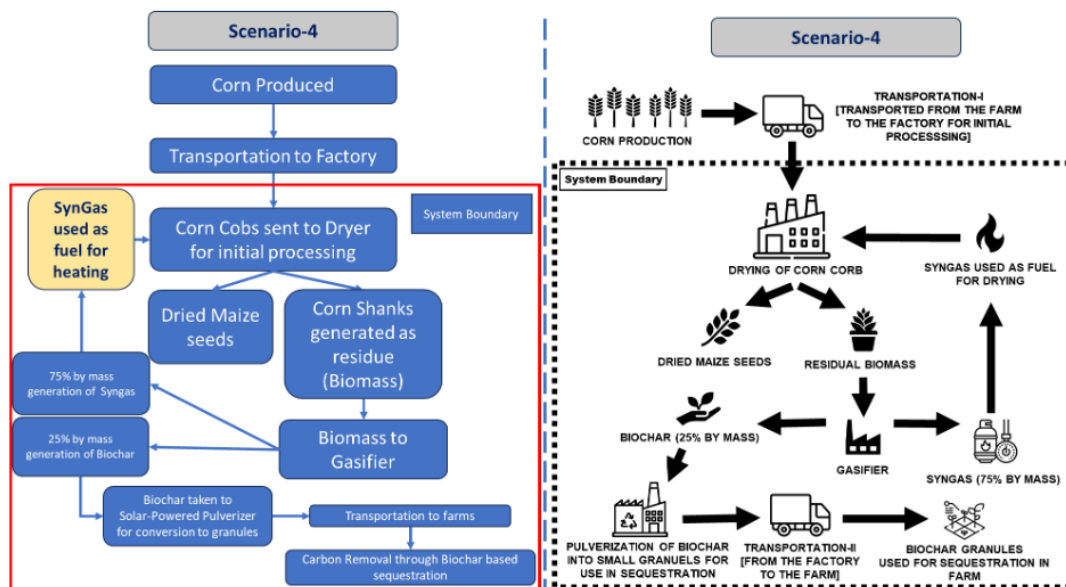 Scenario-4
Corn Produced
Transportation to Factory
SynGas
used as
fuel for
heating
Corn Cobs sent to Dryer
for initial processing
System Boundary
Dried Maize
seeds
Corn Shanks
generated as
residue
(Biomass)
75% by mass
generation of Syngas
25% by mass
generation of Biochar
Biomass to
Gasifier
Biochar taken to
Solar-Powered Pulverizer
for conversion to granules
Transportation to farms
Carbon Removal through Biochar based
sequestration
Scenario-4
CORN PRODUCTION
TRANSPORTATION-I
[TRANSPORTED FROM THE FARM
TO THE FACTORY FOR INITIAL
PROCESSSING]
System Boundary
DRYING OF CORN CORB
SYNGAS USED AS FUEL
FOR DRYING
DRIED MAIZE SEEDS
RESIDUAL BIOMASS
BIOCHAR (25% BY MASS)
GASIFIER
SYNGAS (75% BY MASS)
PULVERIZATION OF BIOCHAR
INTO SMALL GRANUELS FOR
USE IN SEQUESTRATION
TRANSPORTATION-II
[FROM THE FACTORY
TO THE FARM]
BIOCHAR GRANULES
USED FOR SEQUESTRATION IN
FARM